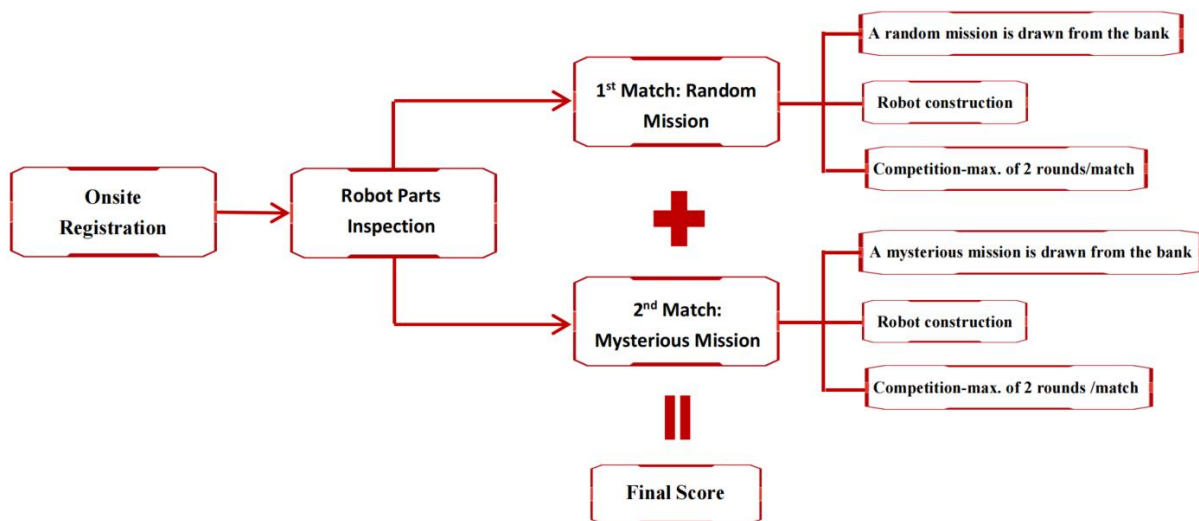 Onsite
Registration
Robot Parts
Inspection
1st Match: Random
Mission
A random mission is drawn from the bank
Robot construction
Competition-max. of 2 rounds/match
2nd Match:
Mysterious Mission
A mysterious mission is drawn from the bank
Robot construction
Competition-max. of 2 rounds /match
Final Score